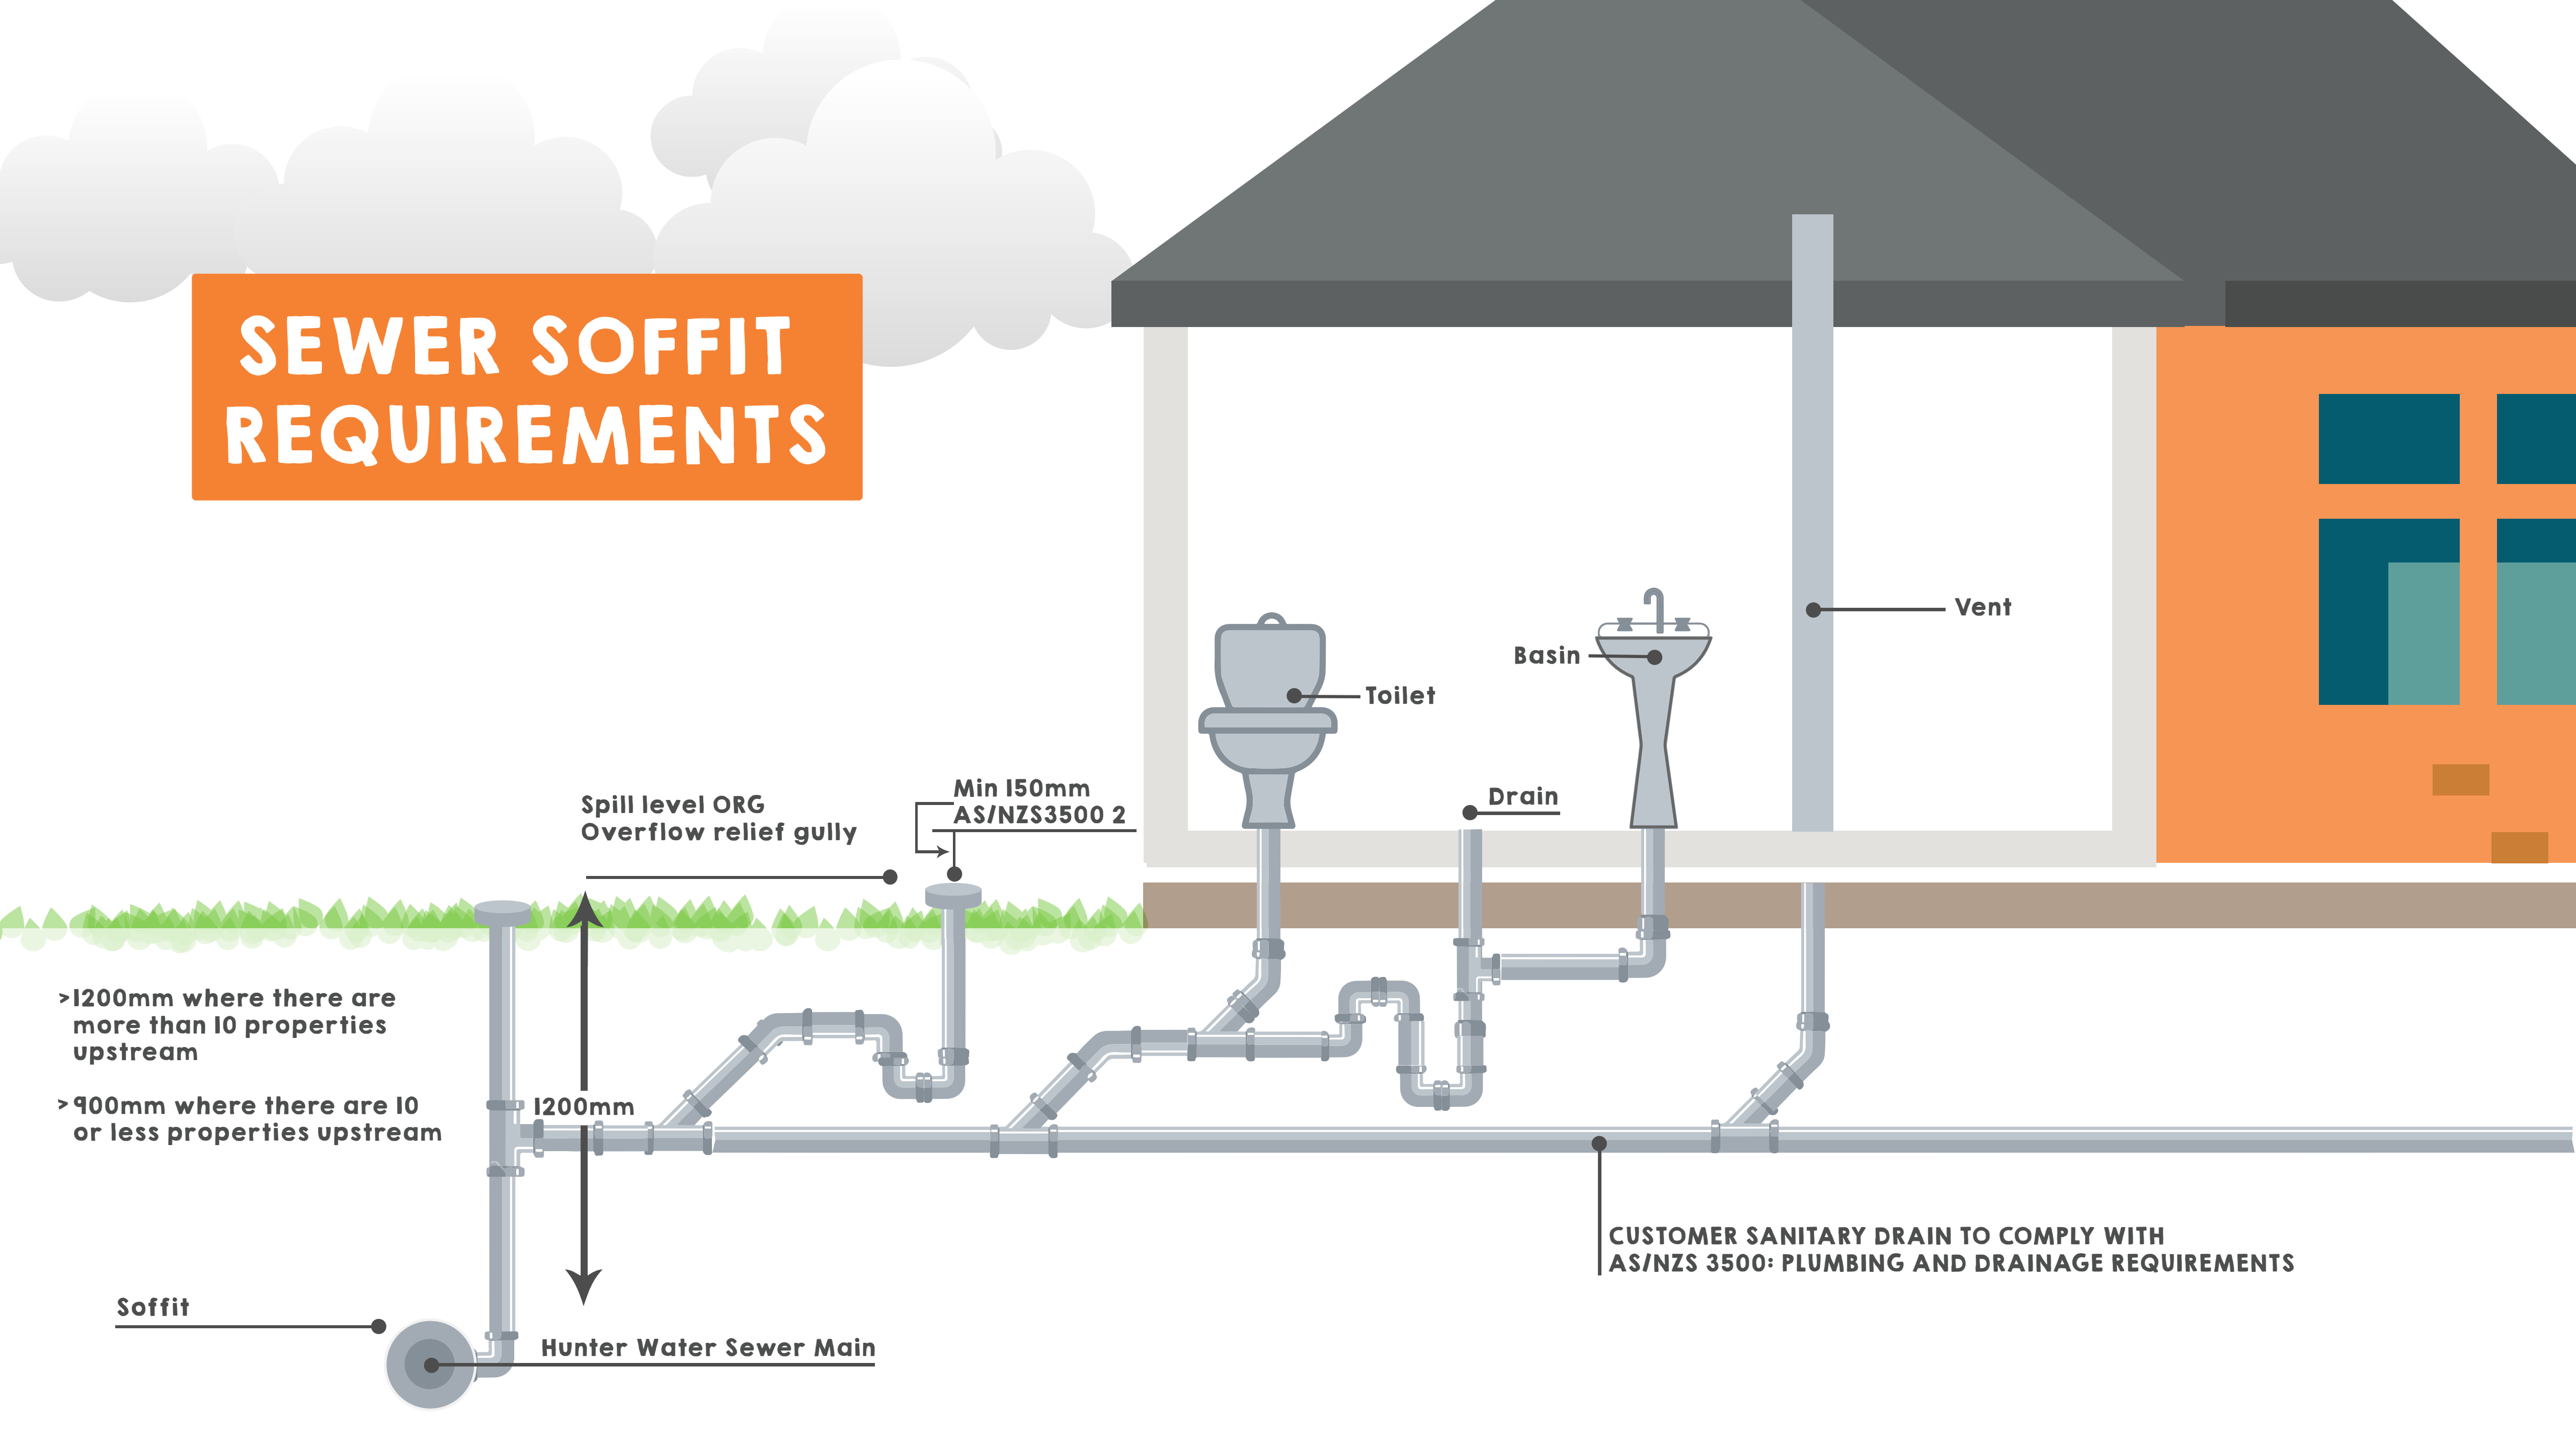 SEWER SOFFIT
REQUIREMENTS
Vent
Basin
Toilet
Drain
Min 150mm
AS/NZS3500 2
Spill level ORG
Overflow relief gully
>1200mm where there are
more than 10 properties
upstream
>900mm where there are 10
or less properties upstream
1200mm
CUSTOMER SANITARY DRAIN TO COMPLY WITH
AS/NZS 3500: PLUMBING AND DRAINAGE REQUIREMENTS
Soffit
Hunter Water Sewer Main